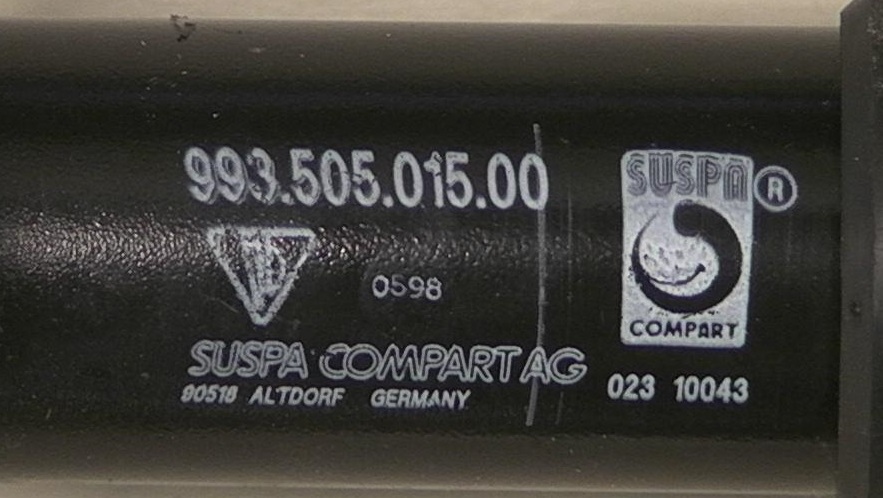 993.505.015.00
0598
SUSPA COMPART AG
90518 ALTDORF GERMANY
SUSPA
®
COMPART
023 10043